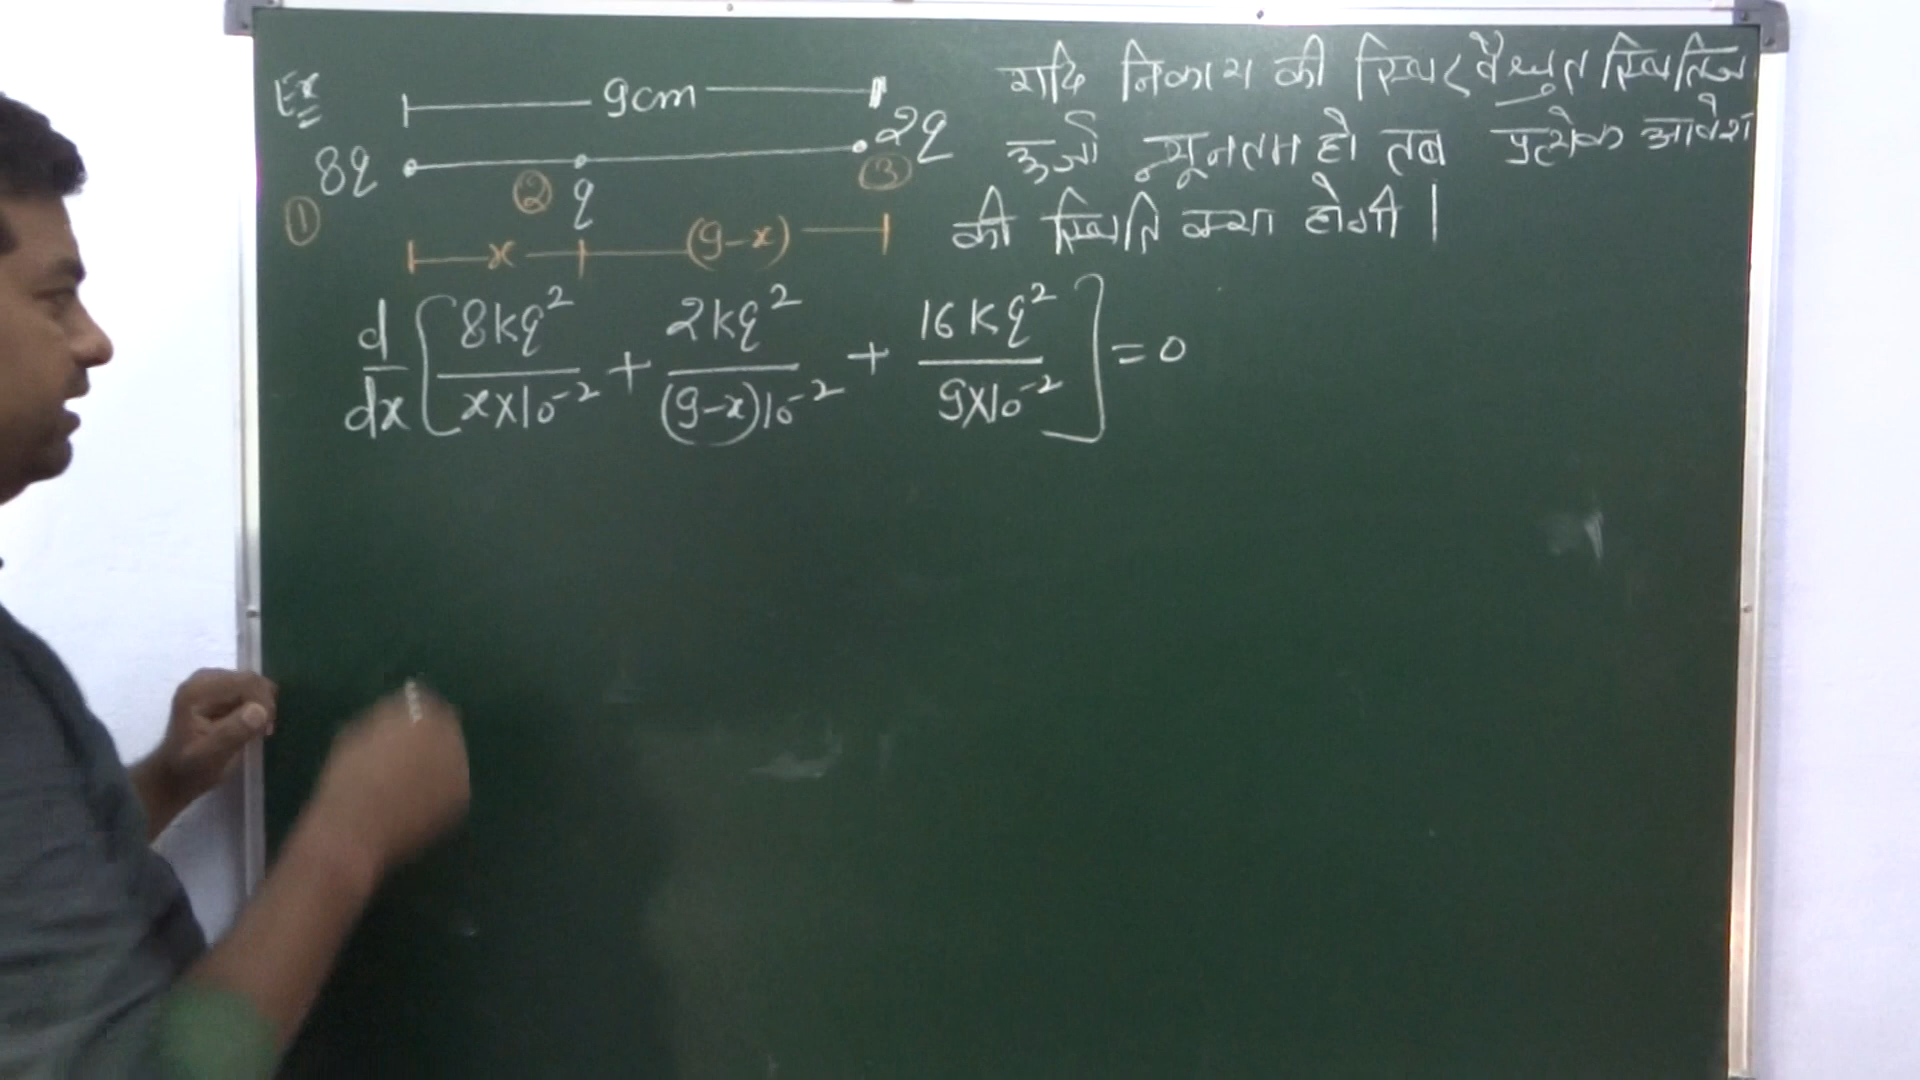 Ex
9cm
8q 2q
① ② q ③
x (9-x)
यदि निकाय की स्थिर वैद्युत स्थितिज
ऊर्जा न्यूनतम हो तब प्रत्येक आवेश
की स्थिति क्या होगी |
d/dx [ 8kq²/x×10⁻² + 2kq²/(9-x)10⁻² + 16kq²/9×10⁻² ] = 0